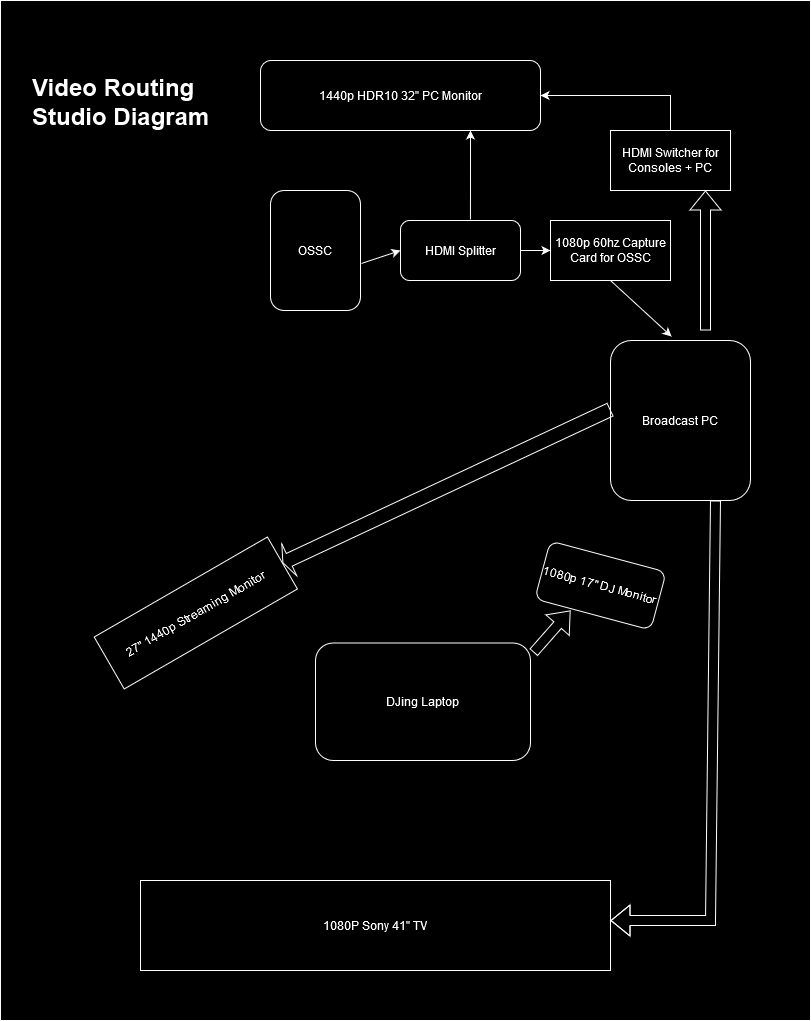 Video Routing
Studio Diagram
1440p HDR10 32" PC Monitor
HDMI Switcher for
Consoles + PC
OSSC
HDMI Splitter
1080p 60hz Capture
Card for OSSC
Broadcast PC
27" 1440p Streaming Monitor
1080p 17" DJ Monitor
DJing Laptop
1080P Sony 41" TV